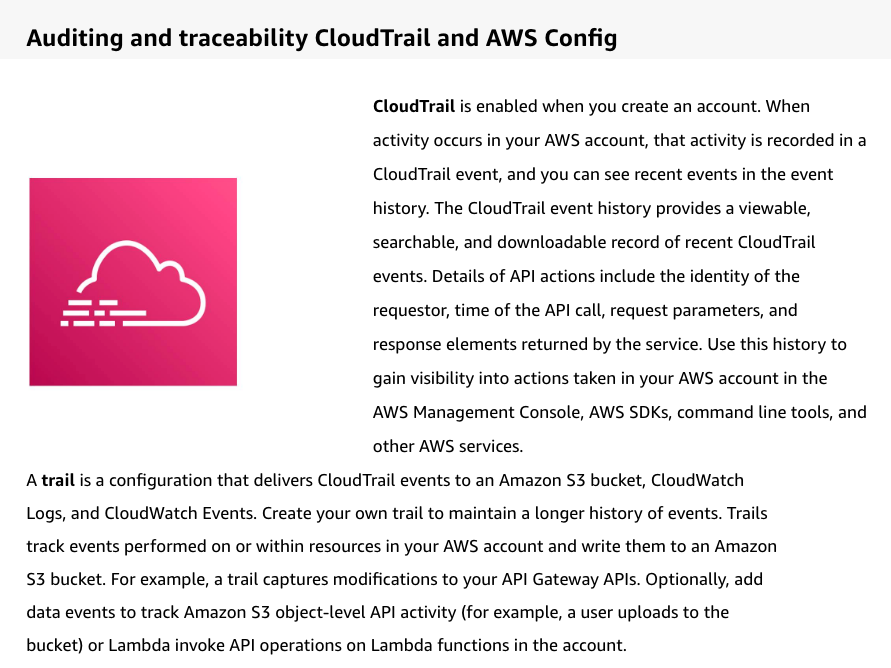 Auditing and traceability CloudTrail and AWS Config
CloudTrail is enabled when you create an account. When
activity occurs in your AWS account, that activity is recorded in a
CloudTrail event, and you can see recent events in the event
history. The CloudTrail event history provides a viewable,
searchable, and downloadable record of recent CloudTrail
events. Details of API actions include the identity of the
requestor, time of the API call, request parameters, and
response elements returned by the service. Use this history to
gain visibility into actions taken in your AWS account in the
AWS Management Console, AWS SDKs, command line tools, and
other AWS services.
A trail is a configuration that delivers CloudTrail events to an Amazon S3 bucket, CloudWatch
Logs, and CloudWatch Events. Create your own trail to maintain a longer history of events. Trails
track events performed on or within resources in your AWS account and write them to an Amazon
S3 bucket. For example, a trail captures modifications to your API Gateway APIs. Optionally, add
data events to track Amazon S3 object-level API activity (for example, a user uploads to the
bucket) or Lambda invoke API operations on Lambda functions in the account.